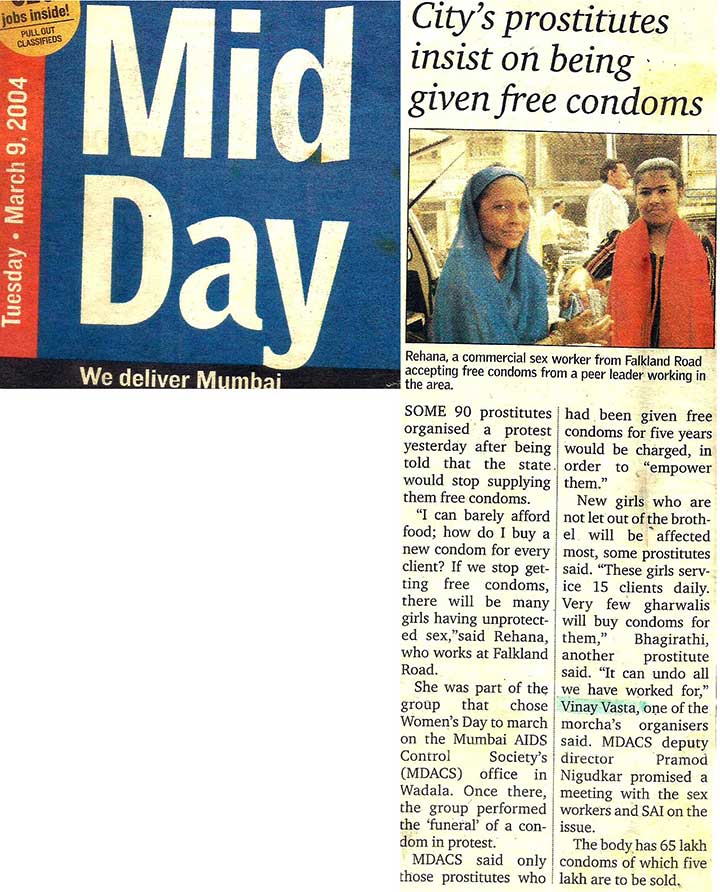 jobs inside!
PULL OUT
CLASSIFIEDS
Tuesday • March 9, 2004
Mid
Day
We deliver Mumbai
City's prostitutes
insist on being
given free condoms
Rehana, a commercial sex worker from Falkland Road
accepting free condoms from a peer leader working in
the area.
SOME 90 prostitutes
organised a protest
yesterday after being
told that the state
would stop supplying
them free condoms.
"I can barely afford
food; how do I buy a
new condom for every
client? If we stop get-
ting free condoms,
there will be many
girls having unprotect-
ed sex,"said Rehana,
who works at Falkland
Road.
She was part of the
group that chose
Women's Day to march
on the Mumbai AIDS
Control Society's
(MDACS) office in
Wadala. Once there,
the group performed
the 'funeral' of a con-
dom in protest.
MDACS said only
those prostitutes who
had been given free
condoms for five years
would be charged, in
order to "empower
them."
New girls who are
not let out of the broth-
el will be affected
most, some prostitutes
said. "These girls serv-
ice 15 clients daily.
Very few gharwalis
will buy condoms for
them," Bhagirathi,
another prostitute
said. "It can undo all
we have worked for,"
Vinay Vasta, one of the
morcha's organisers
said. MDACS deputy
director Pramod
Nigudkar promised a
meeting with the sex
workers and SAI on the
issue.
The body has 65 lakh
condoms of which five
lakh are to be sold.